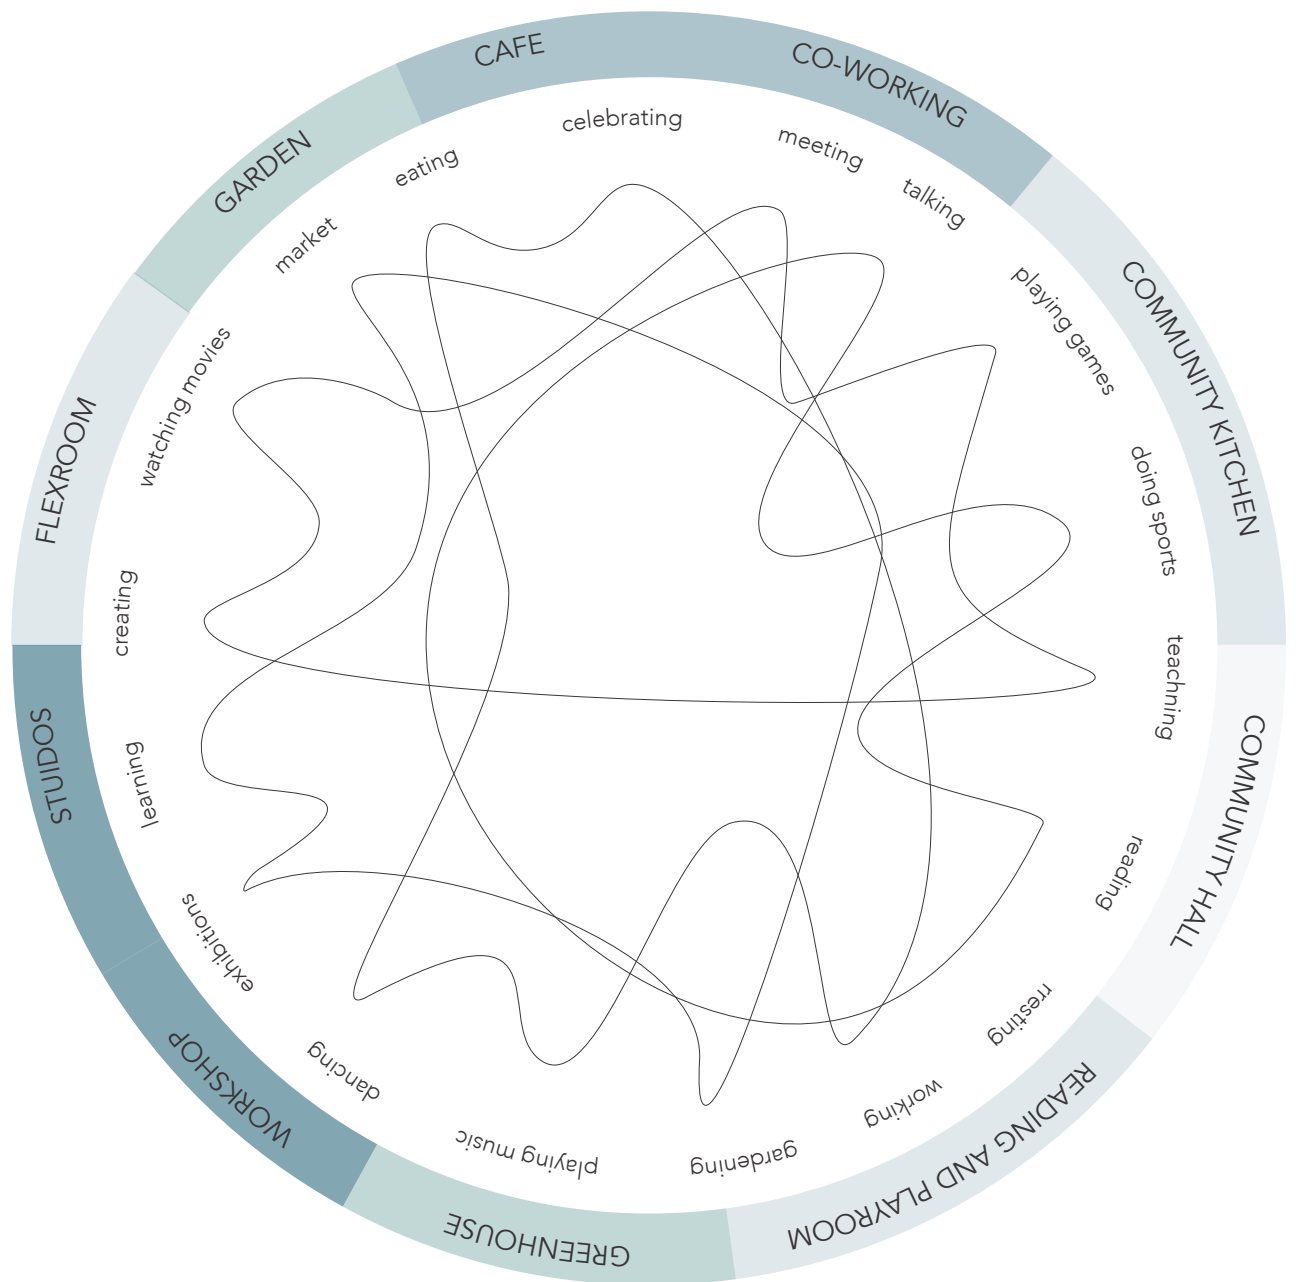 CAFE
CO-WORKING
COMMUNITY KITCHEN
COMMUNITY HALL
READING AND PLAYROOM
GREENHOUSE
WORKSHOP
STUIDOS
FLEXROOM
GARDEN
celebrating
meeting
talking
playing games
doing sports
teachning
reading
rresting
working
gardening
playing music
dancing
exhibitions
learning
creating
watching movies
market
eating